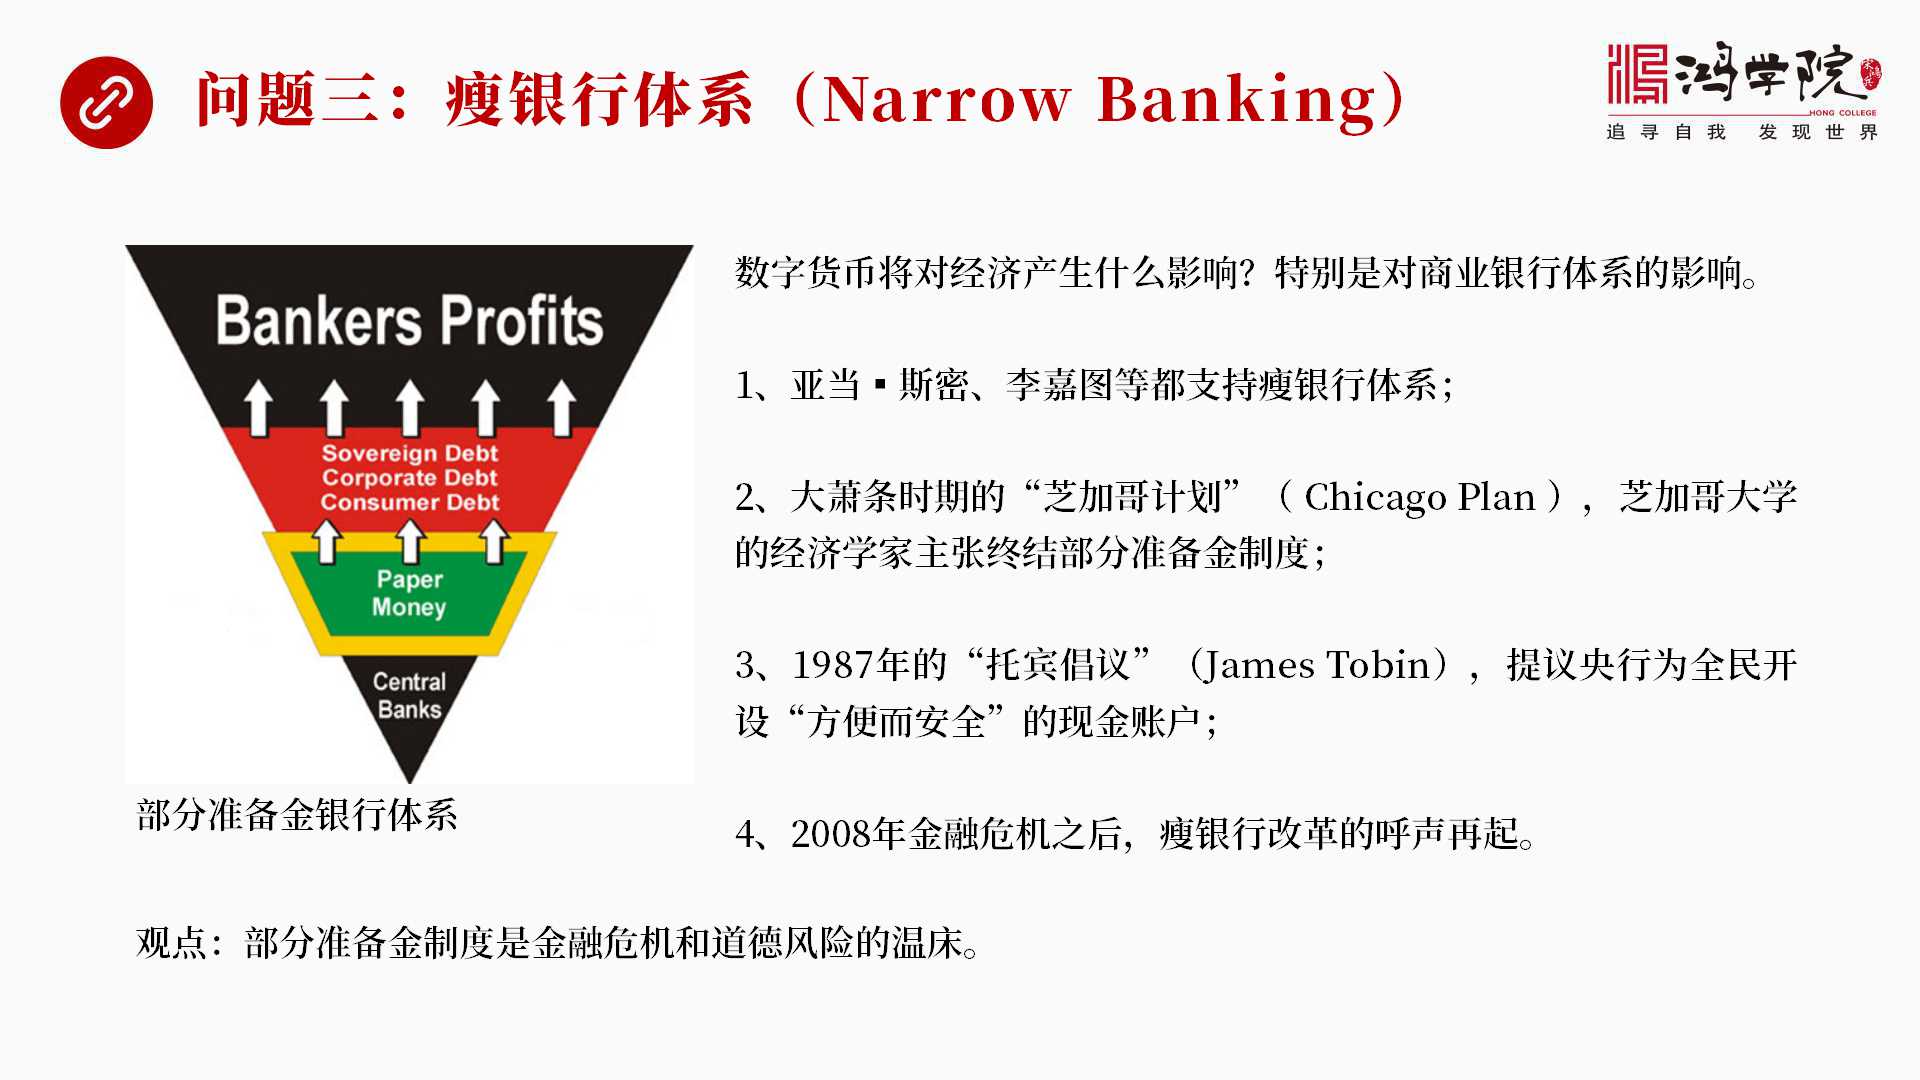 问题三：瘦银行体系（Narrow Banking）
鸿学院
HONG COLLEGE
追寻自我 发现世界
Bankers Profits
Sovereign Debt
Corporate Debt
Consumer Debt
Paper
Money
Central
Banks
部分准备金银行体系
数字货币将对经济产生什么影响？特别是对商业银行体系的影响。
1、亚当▪斯密、李嘉图等都支持瘦银行体系；
2、大萧条时期的“芝加哥计划”（ Chicago Plan ），芝加哥大学
的经济学家主张终结部分准备金制度；
3、1987年的“托宾倡议”（James Tobin），提议央行为全民开
设“方便而安全”的现金账户；
4、2008年金融危机之后，瘦银行改革的呼声再起。
观点：部分准备金制度是金融危机和道德风险的温床。